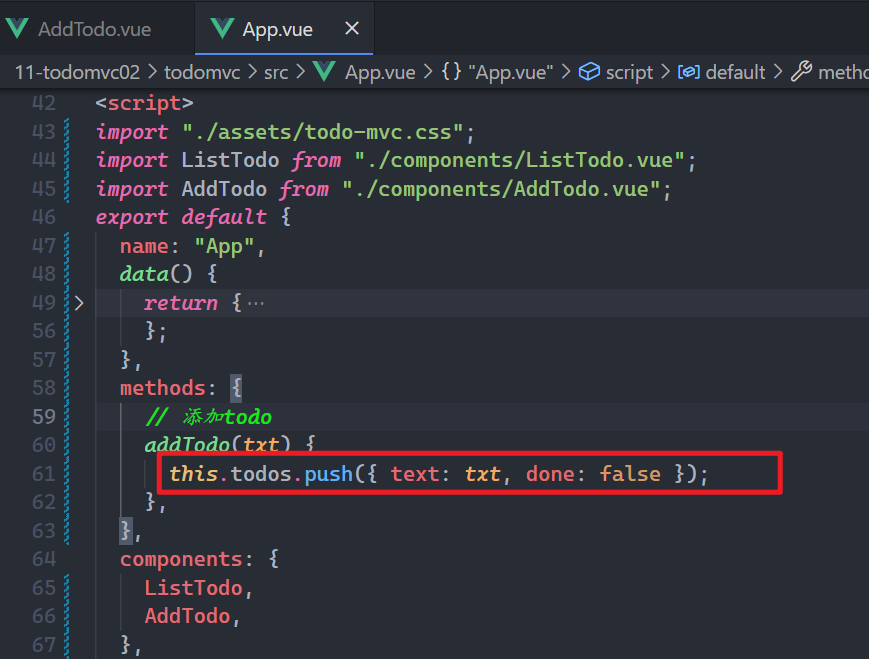 AddTodo.vue
App.vue
11-todomvc02 > todomvc > src > App.vue > {} "App.vue" > script > default > metho
42 <script>
43 import "./assets/todo-mvc.css";
44 import ListTodo from "./components/ListTodo.vue";
45 import AddTodo from "./components/AddTodo.vue";
46 export default {
47 name: "App",
48 data() {
49 return {···
56 };
57 },
58 methods: {
59 // 添加todo
60 addTodo(txt) {
61 this.todos.push({ text: txt, done: false });
62 },
63 },
64 components: {
65 ListTodo,
66 AddTodo,
67 },